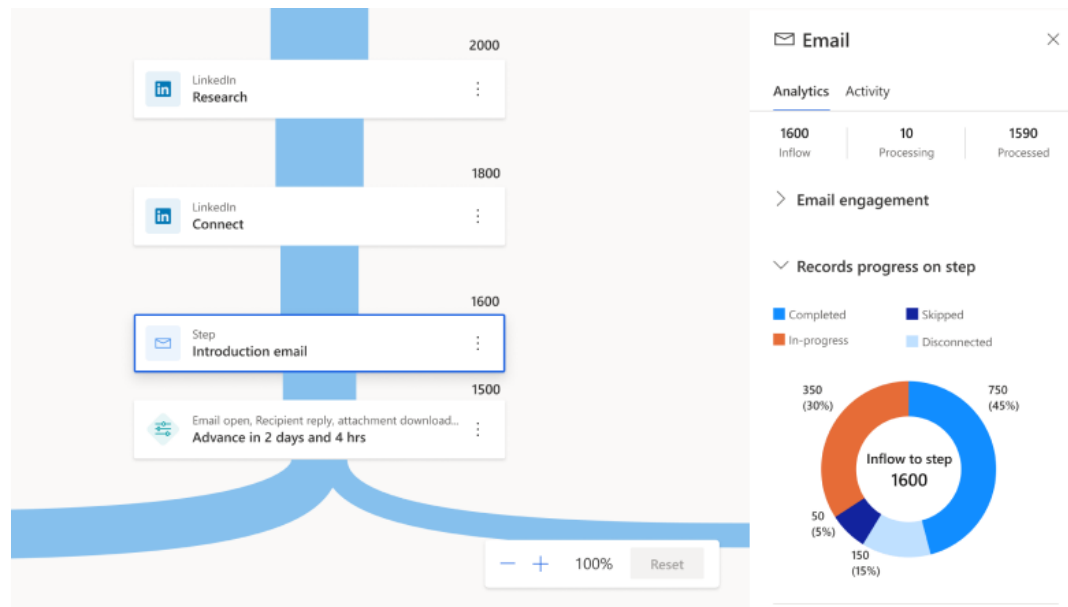 2000
LinkedIn
Research
1800
LinkedIn
Connect
1600
Step
Introduction email
1500
Email open, Recipient reply, attachment download...
Advance in 2 days and 4 hrs
100%
Reset
Email
Analytics Activity
1600 10 1590
Inflow Processing Processed
Email engagement
Records progress on step
Completed Skipped
In-progress Disconnected
350
(30%)
750
(45%)
Inflow to step
1600
50
(5%)
150
(15%)